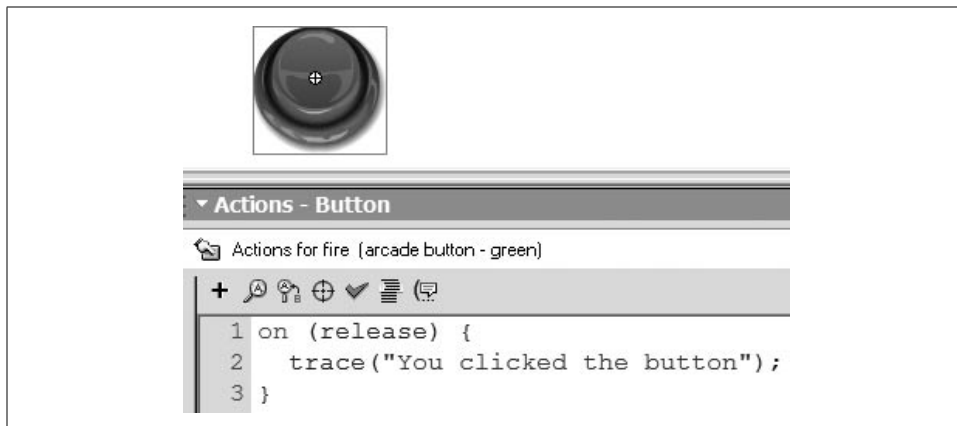 Actions - Button
Actions for fire (arcade button - green)
1 on (release) {
2   trace("You clicked the button");
3 }